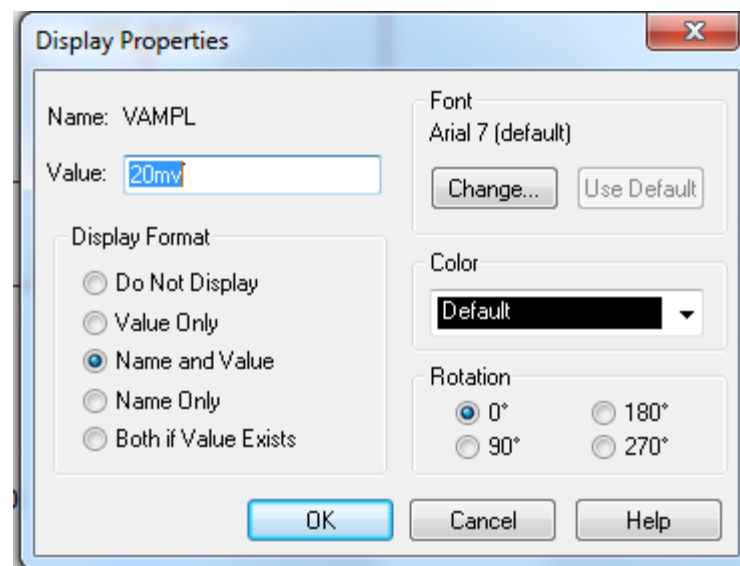 Display Properties
Name: VAMPL
Value: 20mv
Display Format
Do Not Display
Value Only
Name and Value
Name Only
Both if Value Exists
Font
Arial 7 (default)
Change... Use Default
Color
Default
Rotation
0° 180°
90° 270°
OK Cancel Help